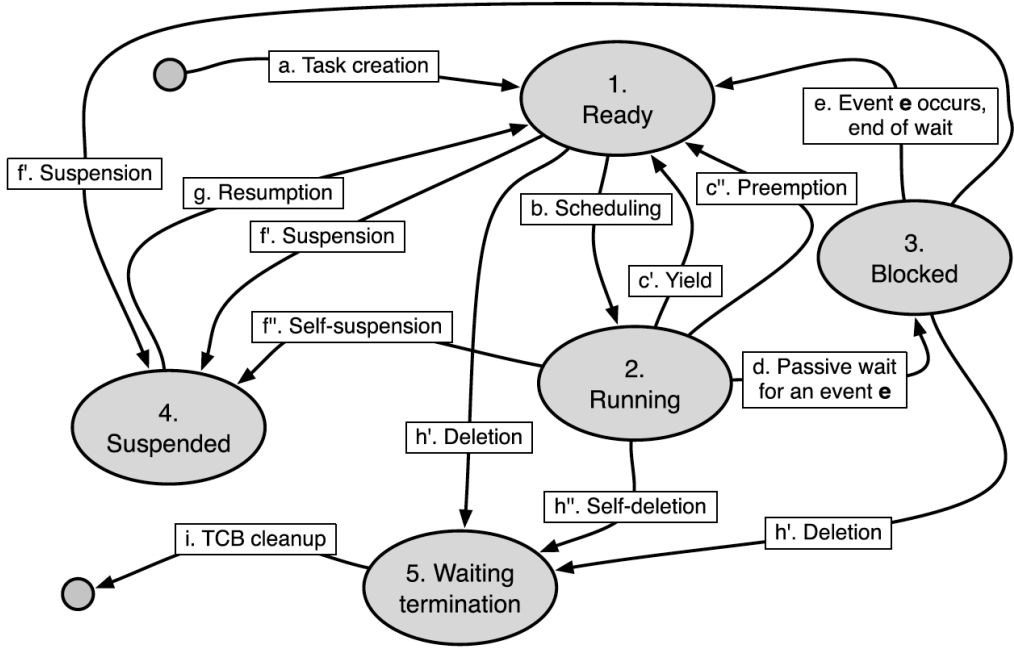 a. Task creation
1.
Ready
e. Event e occurs,
end of wait
f'. Suspension
g. Resumption
c''. Preemption
b. Scheduling
f'. Suspension
3.
Blocked
c'. Yield
f''. Self-suspension
2.
Running
d. Passive wait
for an event e
4.
Suspended
h'. Deletion
h''. Self-deletion
h'. Deletion
i. TCB cleanup
5. Waiting
termination